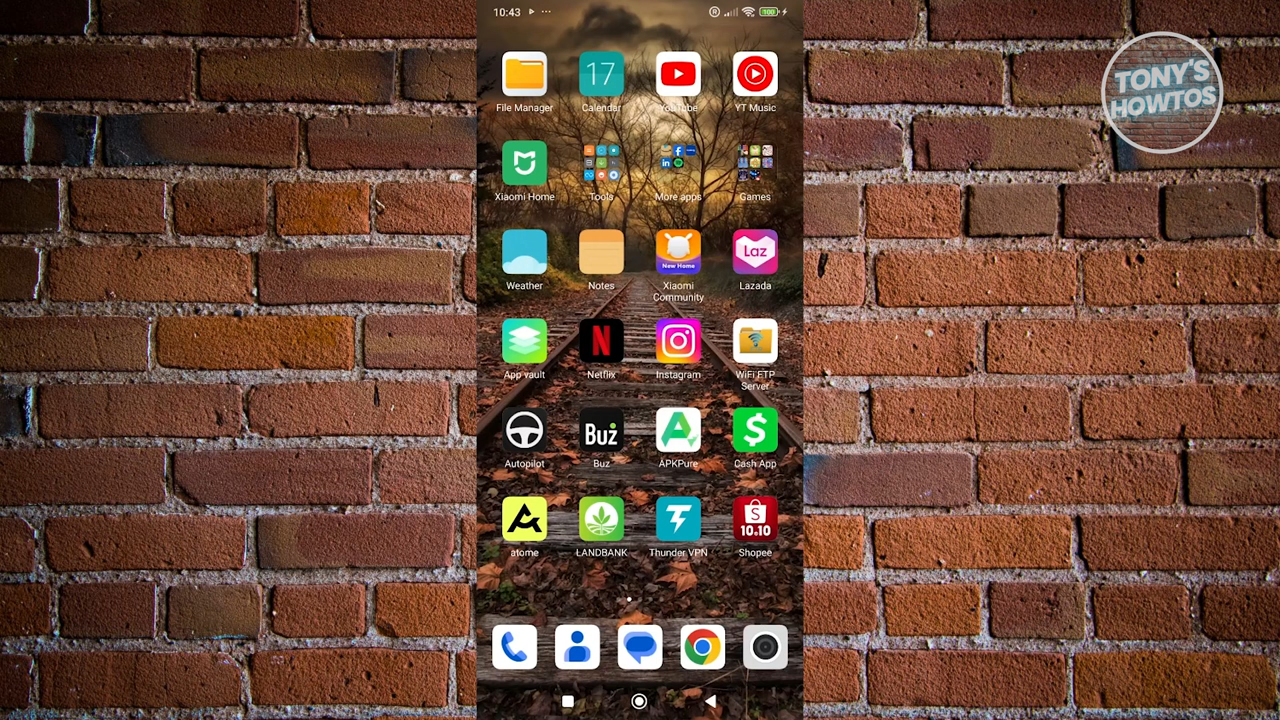 10:43
100
TONY'S
HOWTOS
17
File Manager
Calendar
YouTube
YT Music
Xiaomi Home
Tools
More apps
Games
New Home
Laz
Weather
Notes
Xiaomi
Community
Lazada
N
App vault
Netflix
Instagram
WiFi FTP
Server
Buz
$
Autopilot
Buz
APKPure
Cash App
S
10.10
atome
LANDBANK
Thunder VPN
Shopee